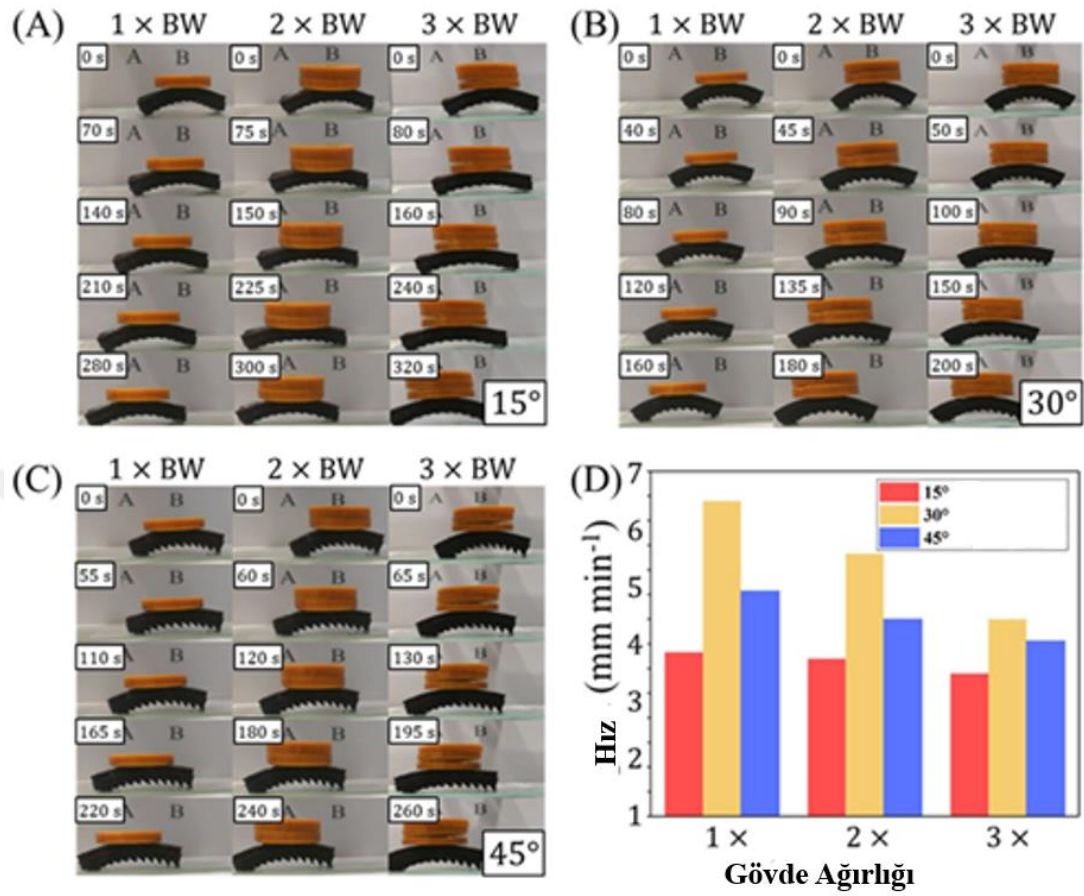 (A) 1 × BW 2 × BW 3 × BW
0 s A B 0 s A B 0 s A B
70 s A B 75 s A B 80 s A B
140 s A B 150 s A B 160 s A B
210 s A B 225 s A B 240 s A B
280 s A B 300 s A B 320 s A B
15°
(B) 1 × BW 2 × BW 3 × BW
0 s A B 0 s A B 0 s A B
40 s A B 45 s A B 50 s A B
80 s A B 90 s A B 100 s A B
120 s A B 135 s A B 150 s A B
160 s A B 180 s A B 200 s A B
30°
(C) 1 × BW 2 × BW 3 × BW
0 s A B 0 s A B 0 s A B
55 s A B 60 s A B 65 s A B
110 s A B 120 s A B 130 s B
165 s A B 180 s A B 195 s B
220 s A B 240 s A B 260 s B
45°
(D)
15°
30°
45°
7
6
5
4
3
2
1
Hız (mm min⁻¹)
1 × 2 × 3 ×
Gövde Ağırlığı